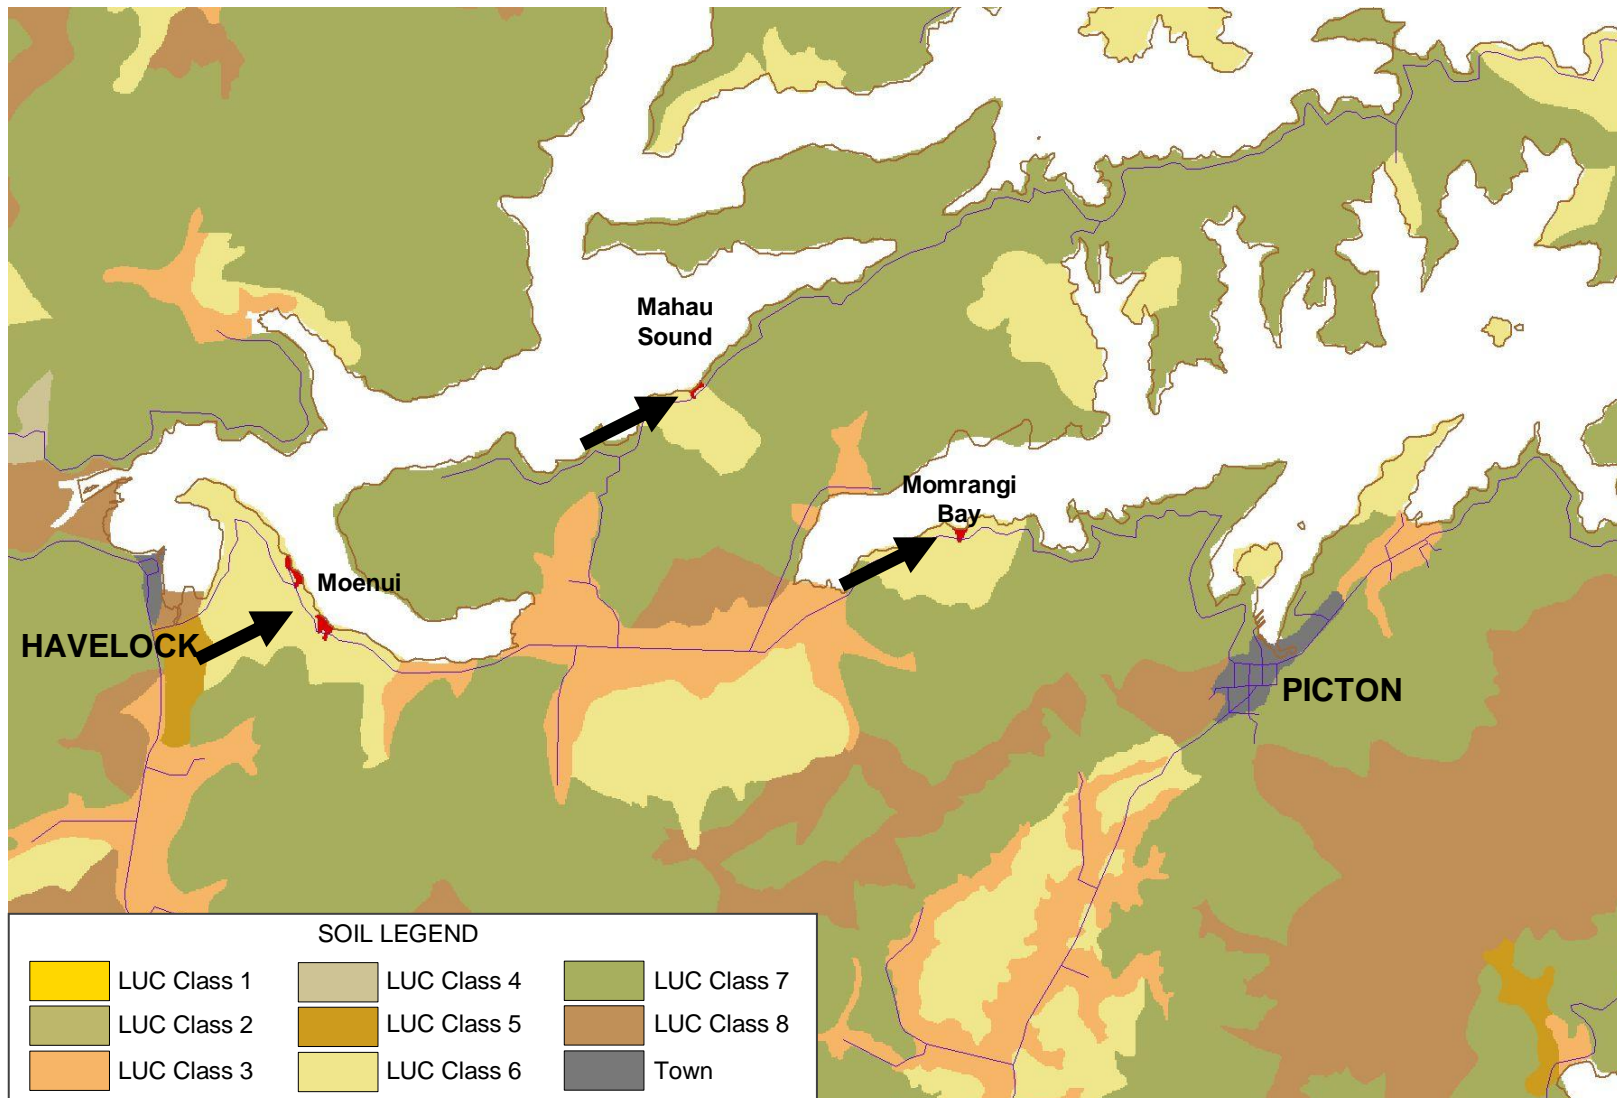 Mahau
Sound
Momrangi
Bay
Moenui
HAVELOCK
PICTON
SOIL LEGEND
LUC Class 1
LUC Class 4
LUC Class 7
LUC Class 2
LUC Class 5
LUC Class 8
LUC Class 3
LUC Class 6
Town